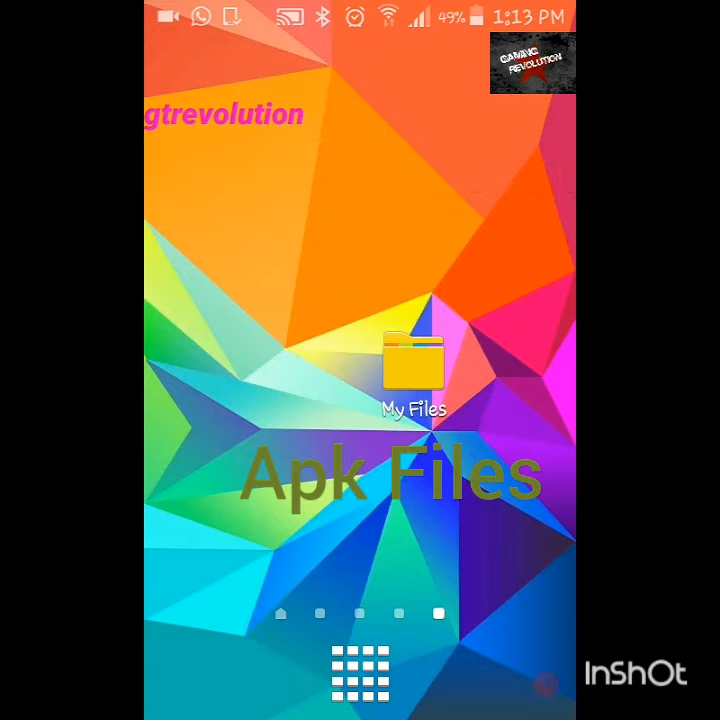 49% 1:13 PM
GAMING
REVOLUTION
gtrevolution
My Files
Apk Files
InShOt